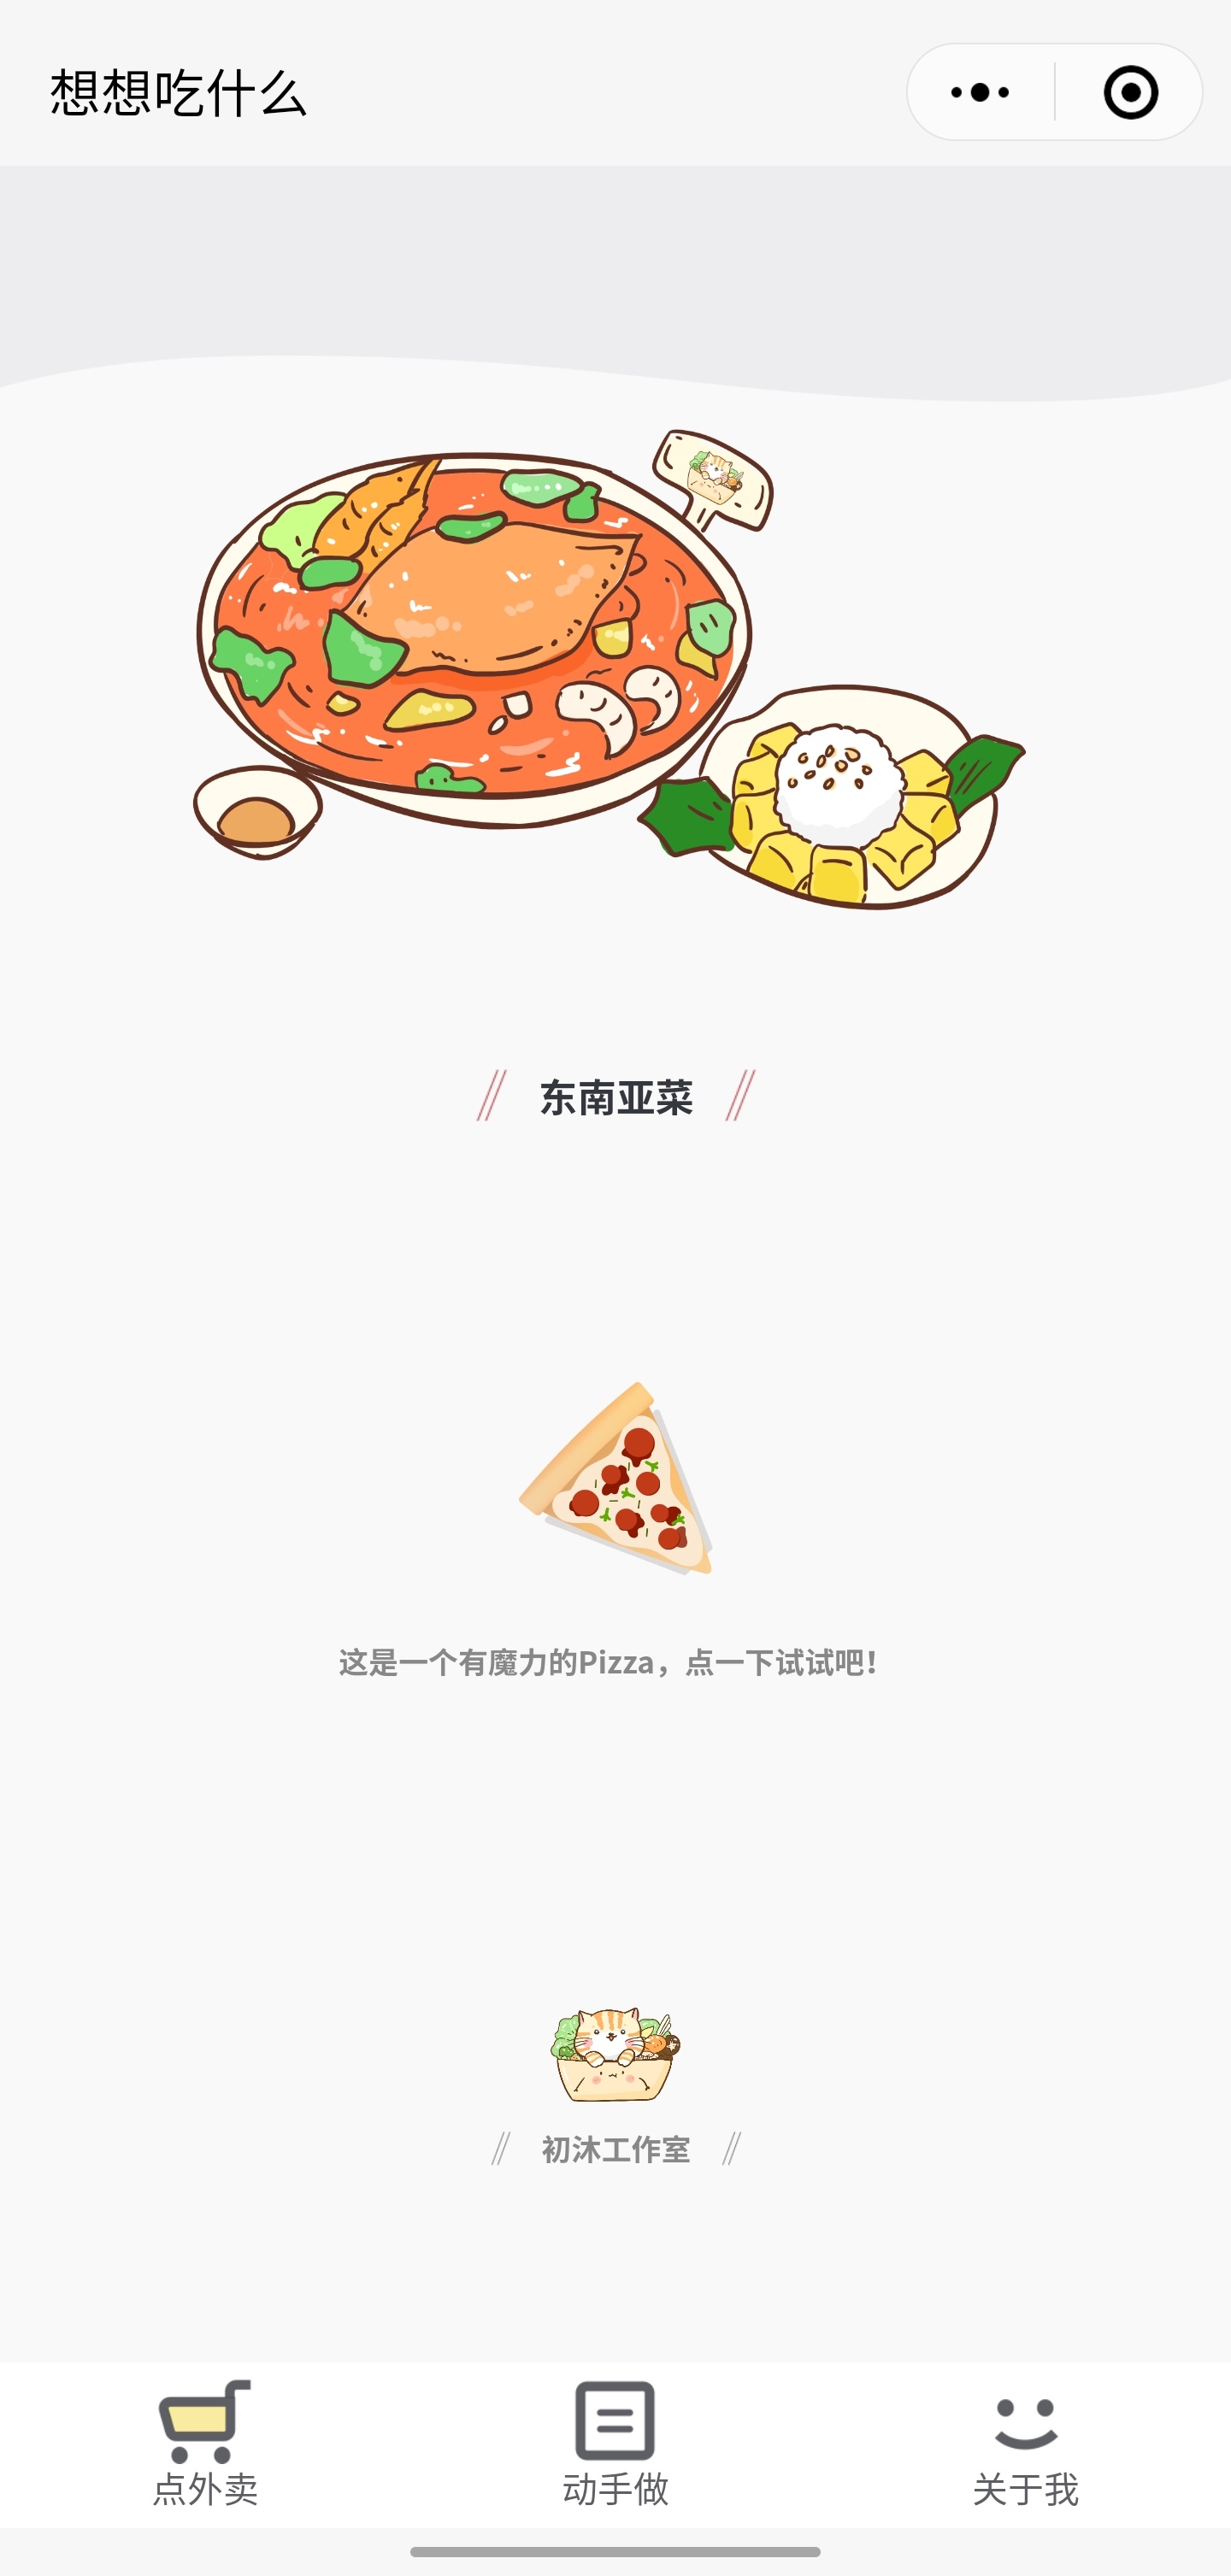 想想吃什么
东南亚菜
这是一个有魔力的Pizza，点一下试试吧！
初沐工作室
点外卖
动手做
关于我